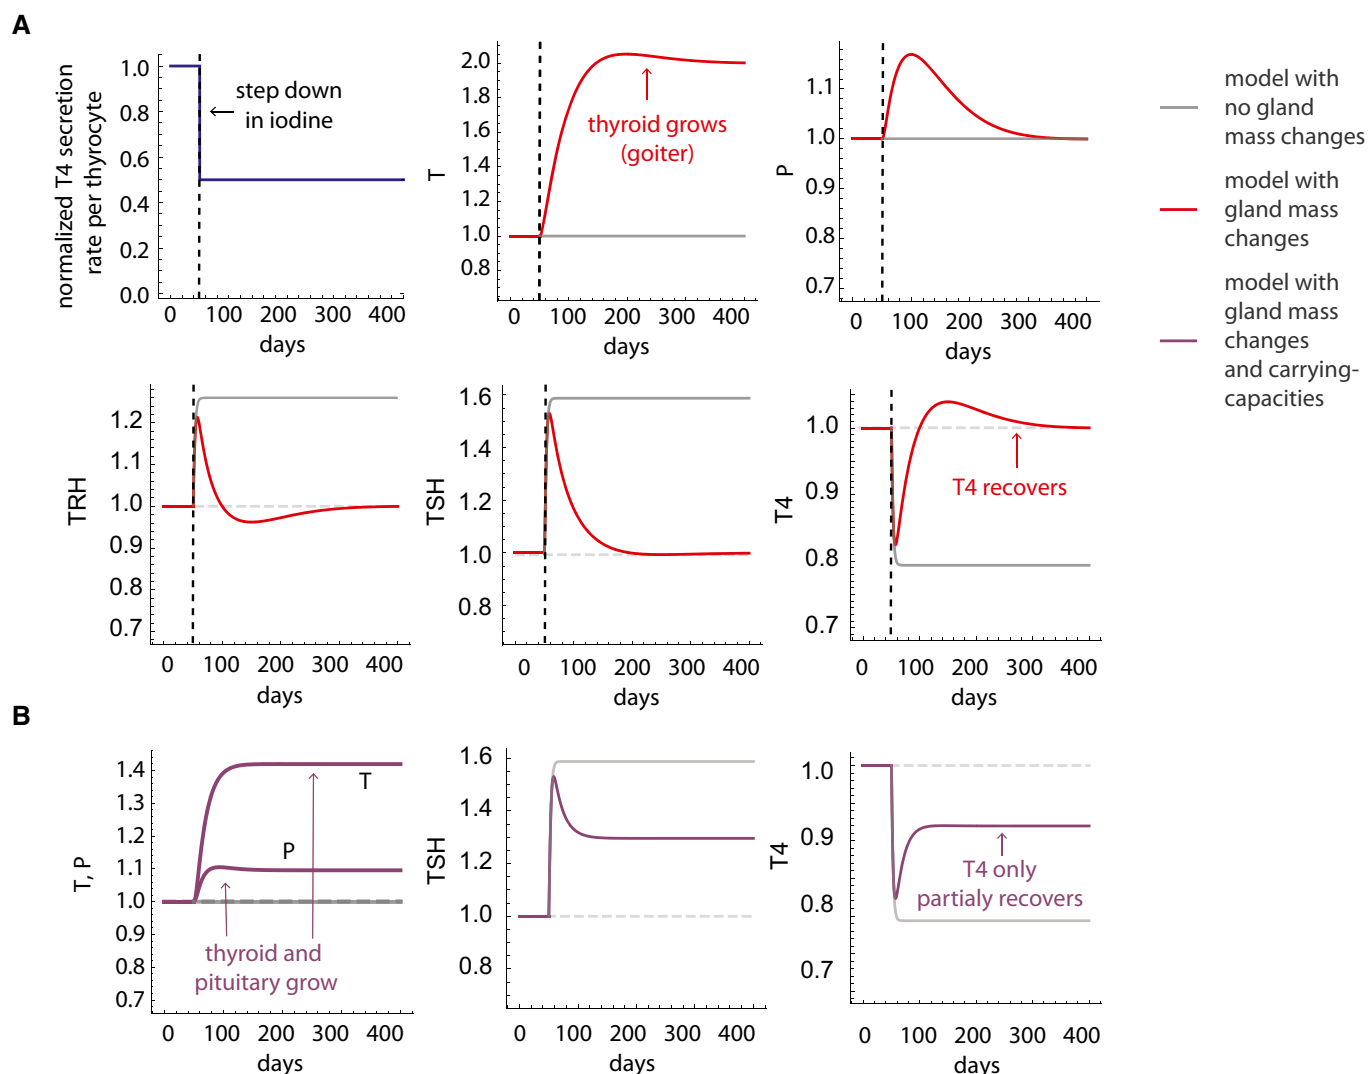 A
normalized T4 secretion
rate per thyrocyte
1.0
0.8
0.6
0.4
0.2
0.0
step down
in iodine
0 100 200 300 400
days
T
2.0
1.8
1.6
1.4
1.2
1.0
0.8
thyroid grows
(goiter)
0 100 200 300 400
days
P
1.1
1.0
0.9
0.8
0.7
0 100 200 300 400
days
model with
no gland
mass changes
model with
gland mass
changes
model with
gland mass
changes
and carrying-
capacities
TRH
1.2
1.1
1.0
0.9
0.8
0.7
0 100 200 300 400
days
TSH
1.6
1.4
1.2
1.0
0.8
0 100 200 300 400
days
T4
1.0
0.9
0.8
0.7
T4 recovers
0 100 200 300 400
days
B
T, P
1.4
1.3
1.2
1.1
1.0
0.9
0.8
0.7
T
P
thyroid and
pituitary grow
0 100 200 300 400
days
TSH
1.6
1.4
1.2
1.0
0.8
0 100 200 300 400
days
T4
1.0
0.9
0.8
0.7
T4 only
partialy recovers
0 100 200 300 400
days